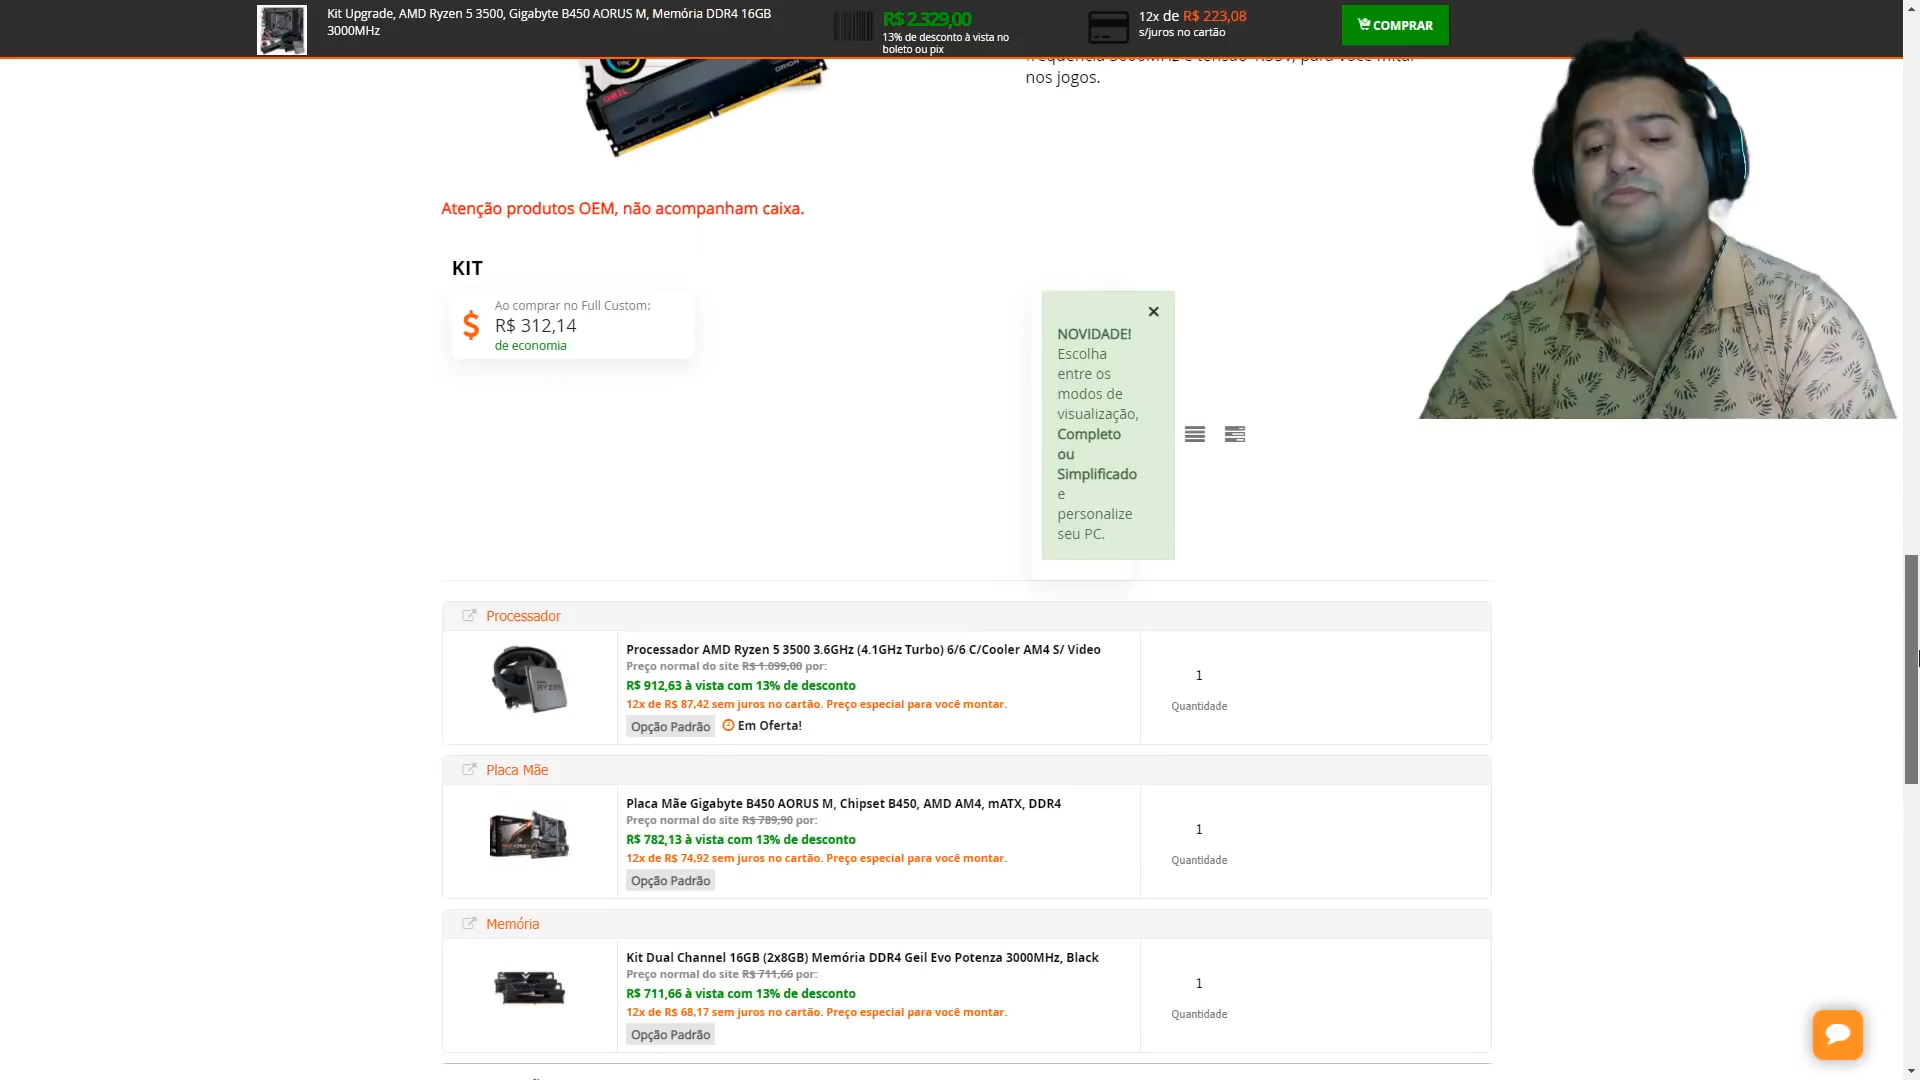 Kit Upgrade, AMD Ryzen 5 3500, Gigabyte B450 AORUS M, Memória DDR4 16GB
3000MHz
R$ 2.329,00
13% de desconto à vista no
boleto ou pix
12x de R$ 223,08
s/juros no cartão
COMPRAR
nos jogos.
SYNC
GEIL
ORION
Atenção produtos OEM, não acompanham caixa.
KIT
Ao comprar no Full Custom:
$ R$ 312,14
de economia
×
NOVIDADE!
Escolha
entre os
modos de
visualização,
Completo
ou
Simplificado
e
personalize
seu PC.
Processador
Processador AMD Ryzen 5 3500 3.6GHz (4.1GHz Turbo) 6/6 C/Cooler AM4 S/ Video
Preço normal do site R$ 1.099,00 por:
R$ 912,63 à vista com 13% de desconto
12x de R$ 87,42 sem juros no cartão. Preço especial para você montar.
Opção Padrão Em Oferta!
1
Quantidade
RYZEN
Placa Mãe
Placa Mãe Gigabyte B450 AORUS M, Chipset B450, AMD AM4, mATX, DDR4
Preço normal do site R$ 789,90 por:
R$ 782,13 à vista com 13% de desconto
12x de R$ 74,92 sem juros no cartão. Preço especial para você montar.
Opção Padrão
1
Quantidade
Memória
Kit Dual Channel 16GB (2x8GB) Memória DDR4 Geil Evo Potenza 3000MHz, Black
Preço normal do site R$ 711,66 por:
R$ 711,66 à vista com 13% de desconto
12x de R$ 68,17 sem juros no cartão. Preço especial para você montar.
Opção Padrão
1
Quantidade